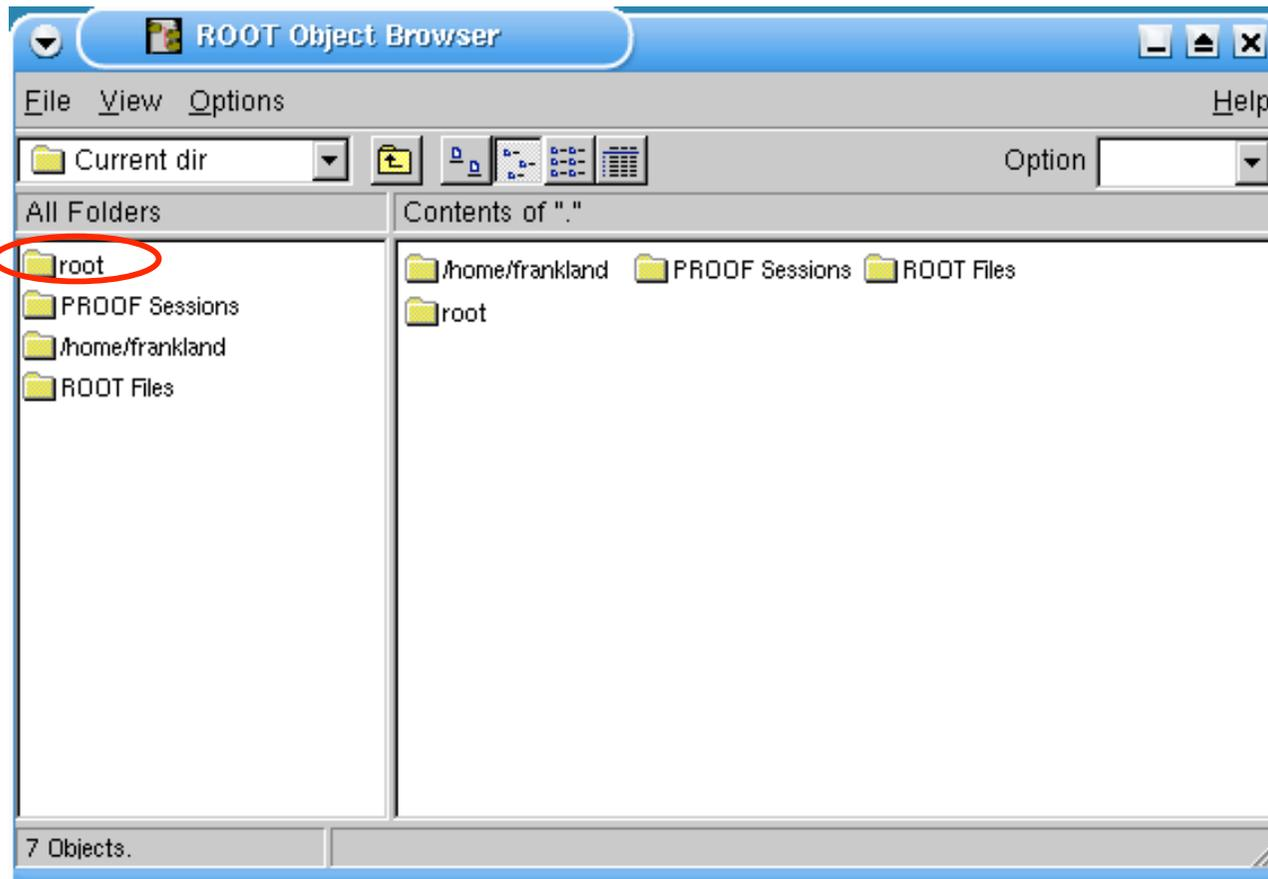 ROOT Object Browser
File View Options Help
Current dir Option
All Folders Contents of "."
root
PROOF Sessions
/home/frankland
ROOT Files
/home/frankland PROOF Sessions ROOT Files
root
7 Objects.